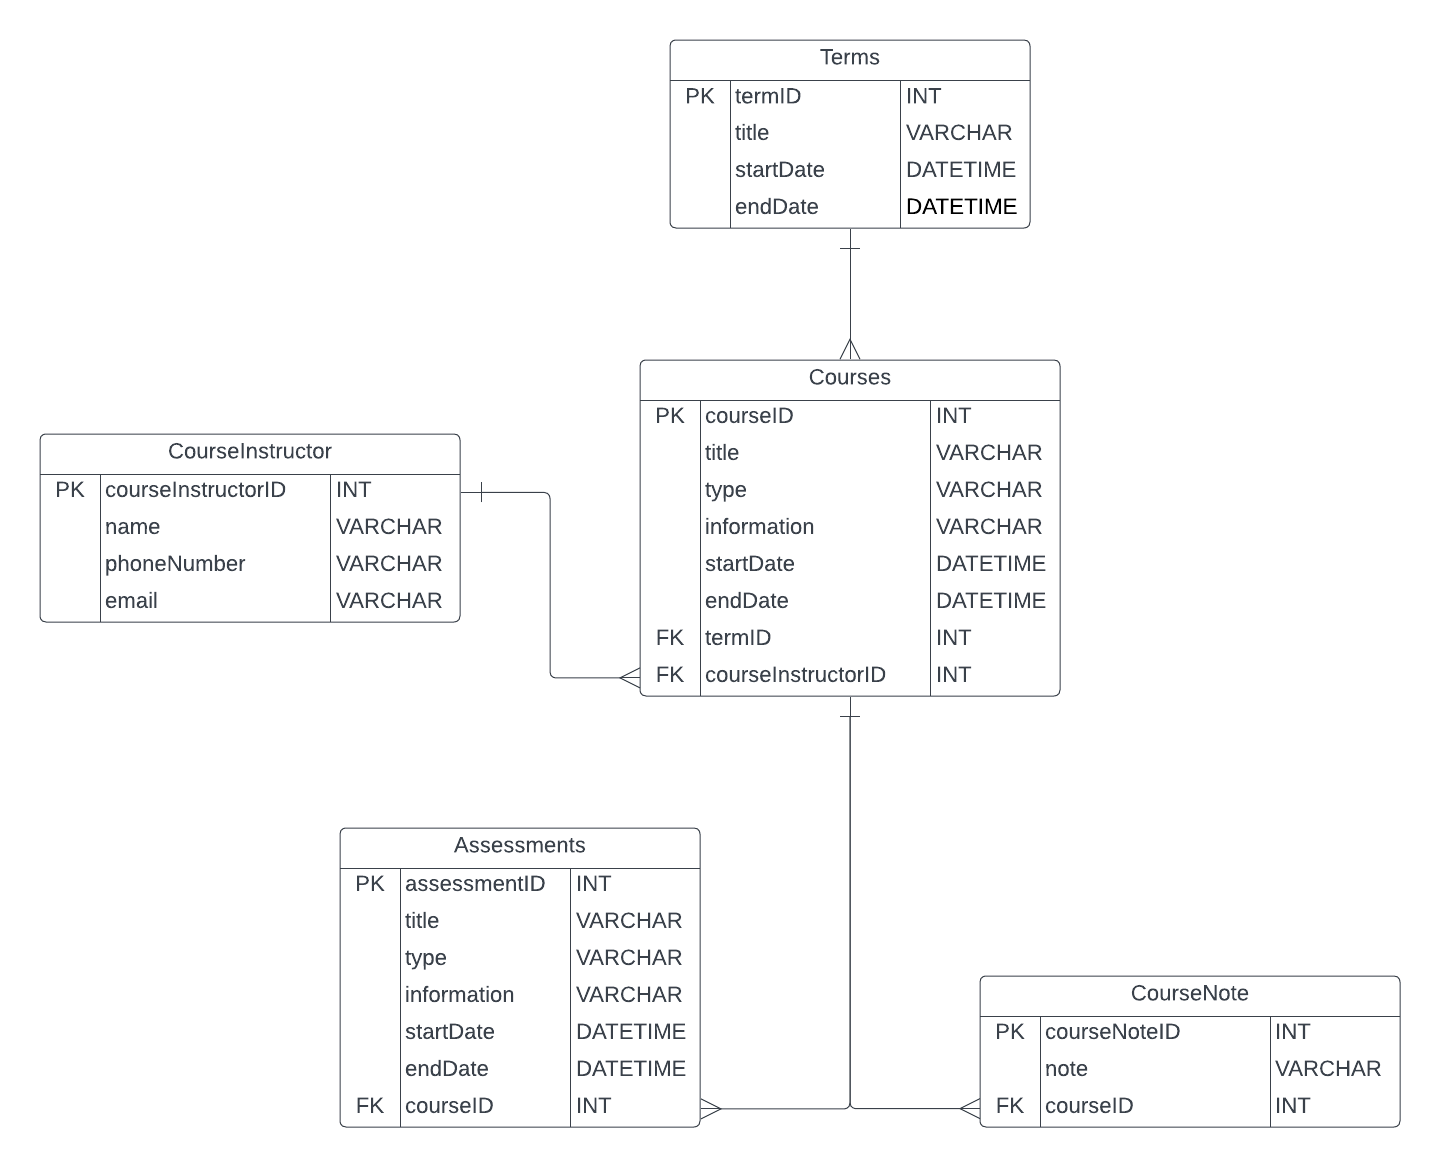 Terms
PK termID INT
title VARCHAR
startDate DATETIME
endDate DATETIME
Courses
PK courseID INT
title VARCHAR
type VARCHAR
information VARCHAR
startDate DATETIME
endDate DATETIME
FK termID INT
FK courseInstructorID INT
CourseInstructor
PK courseInstructorID INT
name VARCHAR
phoneNumber VARCHAR
email VARCHAR
Assessments
PK assessmentID INT
title VARCHAR
type VARCHAR
information VARCHAR
startDate DATETIME
endDate DATETIME
FK courseID INT
CourseNote
PK courseNoteID INT
note VARCHAR
FK courseID INT